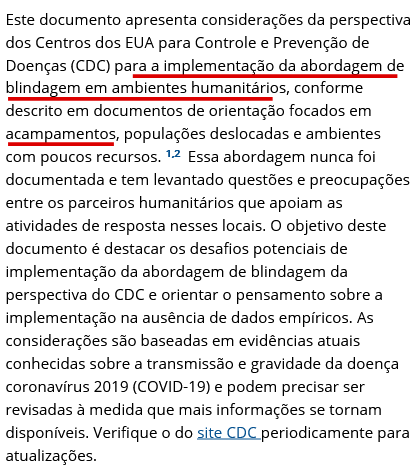 Este documento apresenta considerações da perspectiva
dos Centros dos EUA para Controle e Prevenção de
Doenças (CDC) para a implementação da abordagem de
blindagem em ambientes humanitários, conforme
descrito em documentos de orientação focados em
acampamentos, populações deslocadas e ambientes
com poucos recursos. 1,2 Essa abordagem nunca foi
documentada e tem levantado questões e preocupações
entre os parceiros humanitários que apoiam as
atividades de resposta nesses locais. O objetivo deste
documento é destacar os desafios potenciais de
implementação da abordagem de blindagem da
perspectiva do CDC e orientar o pensamento sobre a
implementação na ausência de dados empíricos. As
considerações são baseadas em evidências atuais
conhecidas sobre a transmissão e gravidade da doença
coronavírus 2019 (COVID-19) e podem precisar ser
revisadas à medida que mais informações se tornam
disponíveis. Verifique o do site CDC periodicamente para
atualizações.